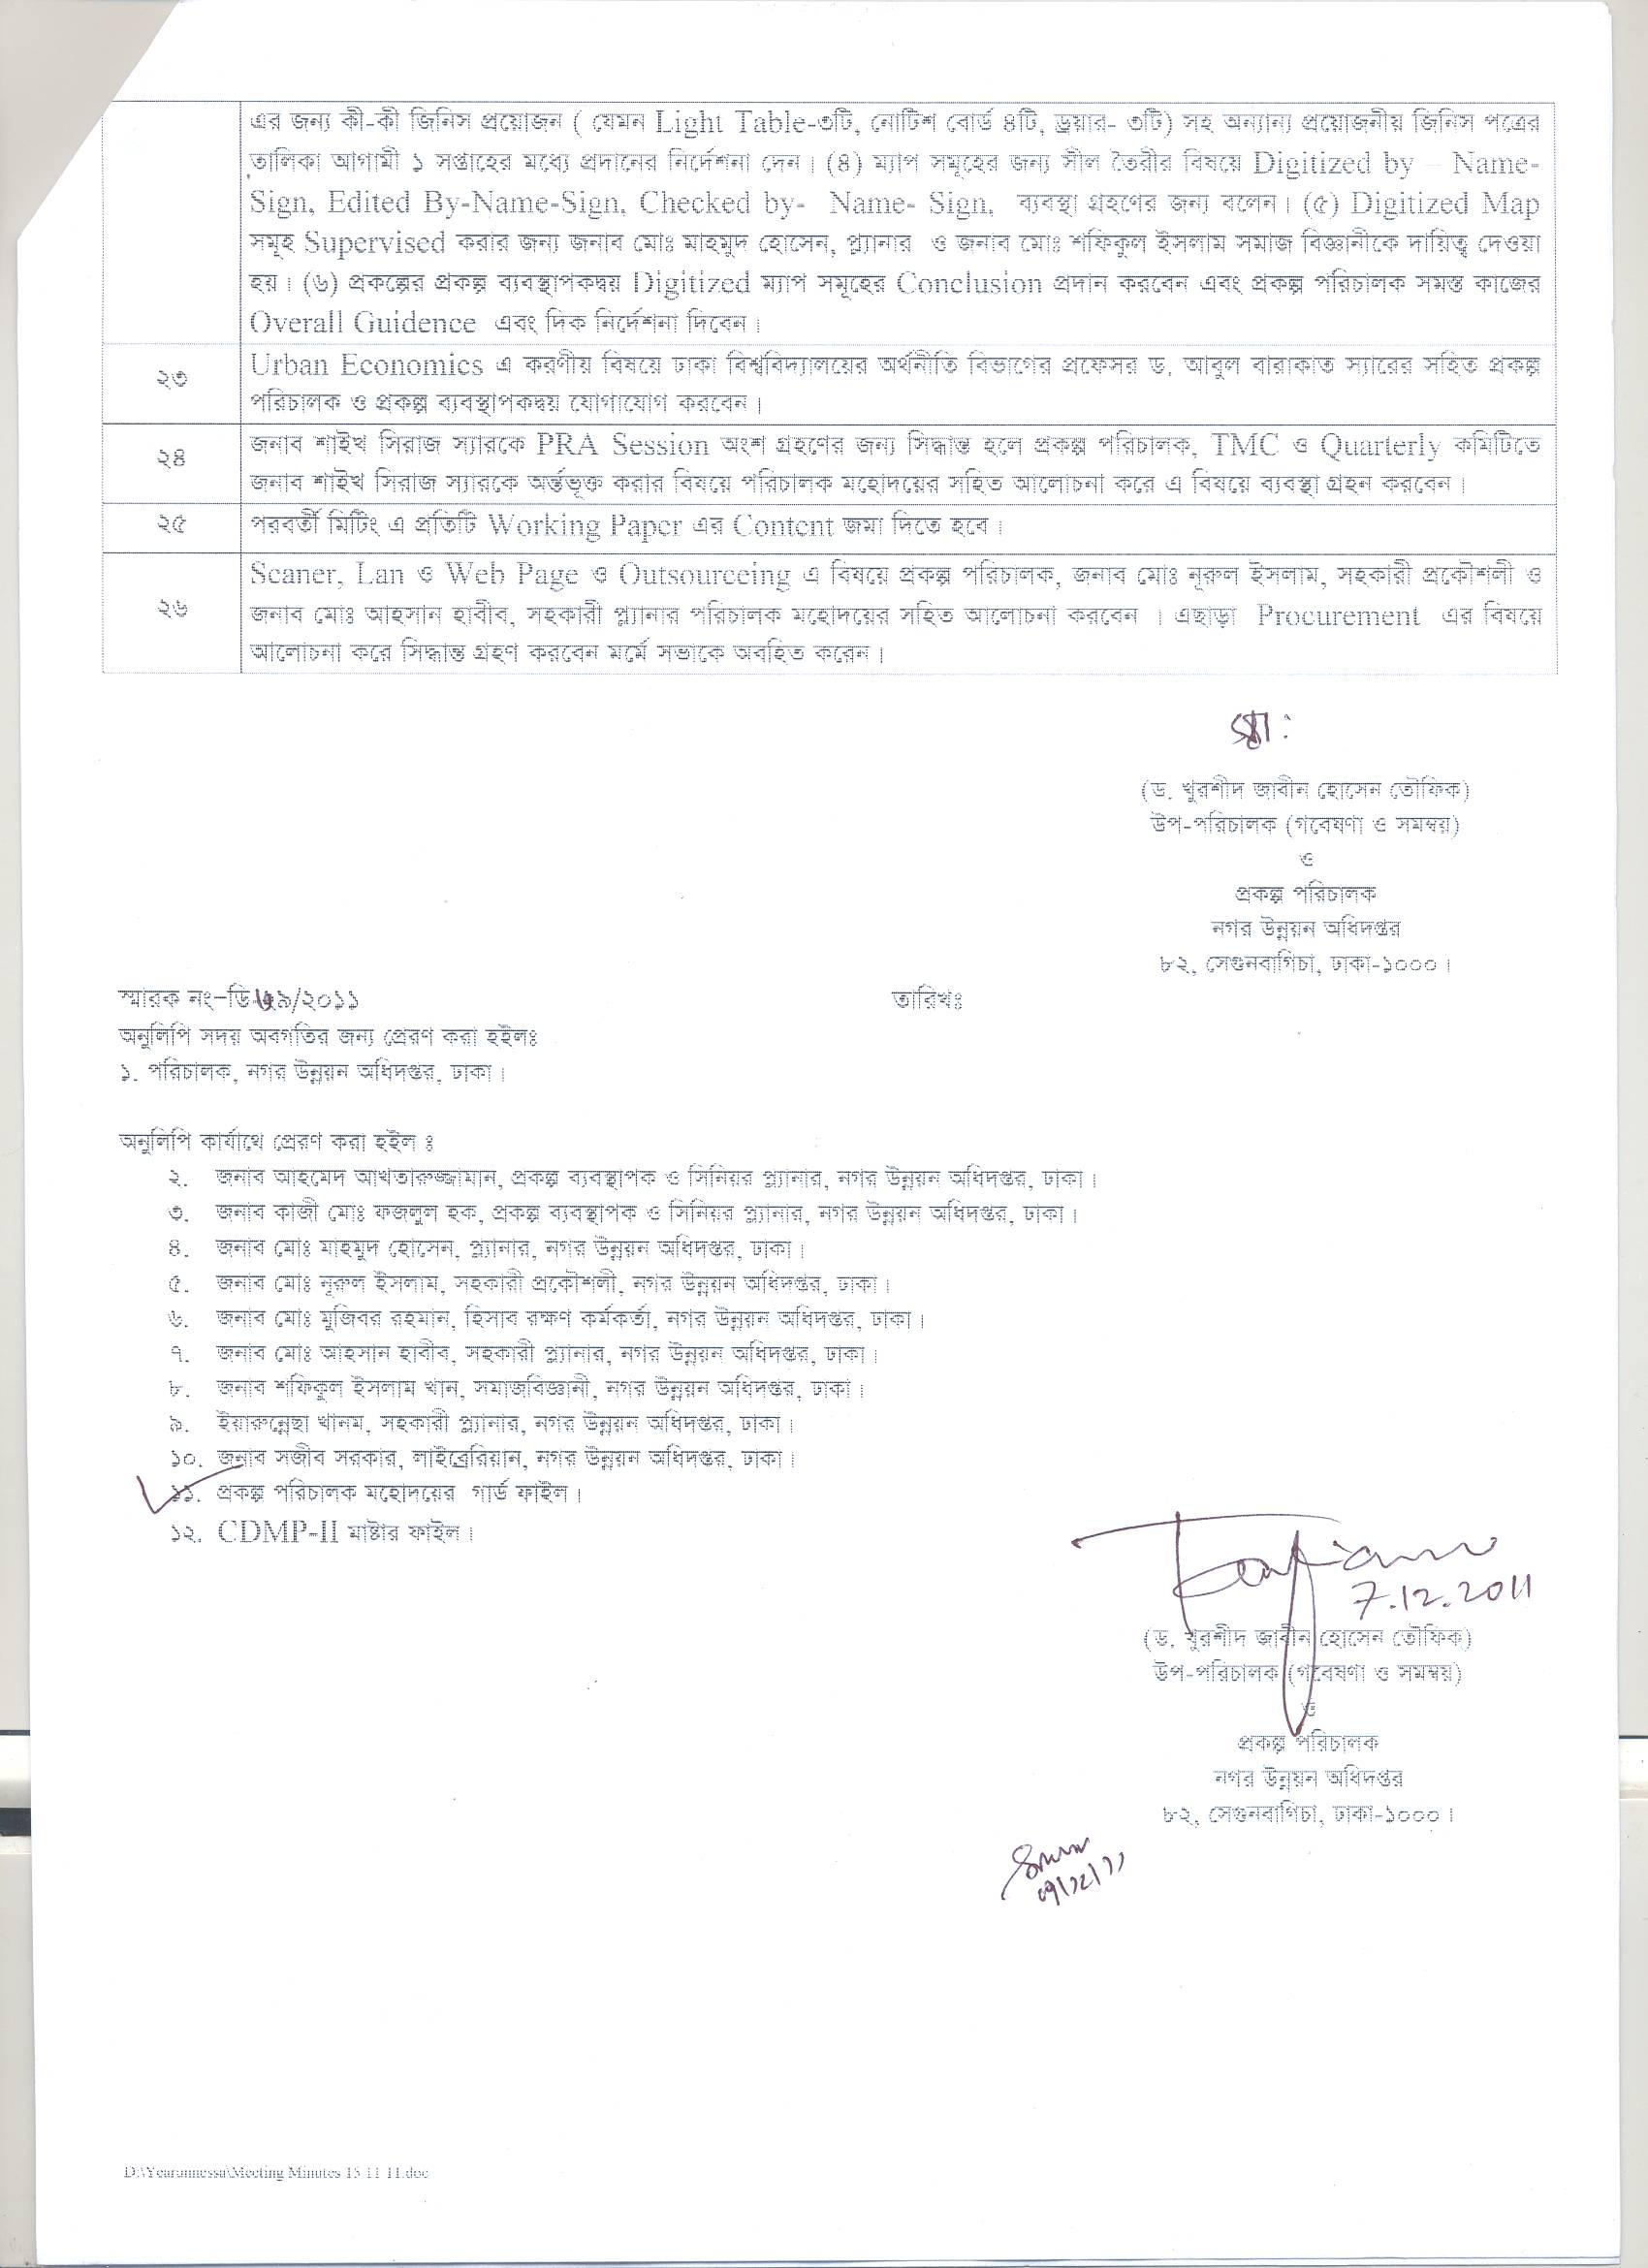 এর জন্য কী-কী জিনিস প্রয়োজন ( যেমন Light Table-৩টি, নোটিশ বোর্ড ৪টি, ড্রয়ার- ৩টি) সহ অন্যান্য প্রয়োজনীয় জিনিস পত্রের
তালিকা আগামী ১ সপ্তাহের মধ্যে প্রদানের নির্দেশনা দেন। (৪) ম্যাপ সমূহের জন্য সীল তৈরীর বিষয়ে Digitized by – Name-
Sign, Edited By-Name-Sign, Checked by- Name- Sign, ব্যবস্থা গ্রহণের জন্য বলেন। (৫) Digitized Map
সমূহ Supervised করার জন্য জনাব মোঃ মাহমুদ হোসেন, প্ল্যানার ও জনাব মোঃ শফিকুল ইসলাম সমাজ বিজ্ঞানীকে দায়িত্ব দেওয়া
হয়। (৬) প্রকল্পের প্রকল্প ব্যবস্থাপকদ্বয় Digitized ম্যাপ সমূহের Conclusion প্রদান করবেন এবং প্রকল্প পরিচালক সমস্ত কাজের
Overall Guidence এবং দিক নির্দেশনা দিবেন।
২৩
Urban Economics এ করণীয় বিষয়ে ঢাকা বিশ্ববিদ্যালয়ের অর্থনীতি বিভাগের প্রফেসর ড. আবুল বারাকাত স্যারের সহিত প্রকল্প
পরিচালক ও প্রকল্প ব্যবস্থাপকদ্বয় যোগাযোগ করবেন।
২৪
জনাব শাইখ সিরাজ স্যারকে PRA Session অংশ গ্রহণের জন্য সিদ্ধান্ত হলে প্রকল্প পরিচালক, TMC ও Quarterly কমিটিতে
জনাব শাইখ সিরাজ স্যারকে অর্ন্তভূক্ত করার বিষয়ে পরিচালক মহোদয়ের সহিত আলোচনা করে এ বিষয়ে ব্যবস্থা গ্রহন করবেন।
২৫
পরবর্তী মিটিং এ প্রতিটি Working Paper এর Content জমা দিতে হবে।
২৬
Scaner, Lan ও Web Page ও Outsourceing এ বিষয়ে প্রকল্প পরিচালক, জনাব মোঃ নূরুল ইসলাম, সহকারী প্রকৌশলী ও
জনাব মোঃ আহসান হাবীব, সহকারী প্ল্যানার পরিচালক মহোদয়ের সহিত আলোচনা করবেন । এছাড়া Procurement এর বিষয়ে
আলোচনা করে সিদ্ধান্ত গ্রহণ করবেন মর্মে সভাকে অবহিত করেন।
স্বাঃ
(ড. খুরশীদ জাবীন হোসেন তৌফিক)
উপ-পরিচালক (গবেষণা ও সমম্বয়)
ও
প্রকল্প পরিচালক
নগর উন্নয়ন অধিদপ্তর
৮২, সেগুনবাগিচা, ঢাকা-১০০০।
স্মারক নং-ডি /২০১১ তারিখঃ
অনুলিপি সদয় অবগতির জন্য প্রেরণ করা হইলঃ
১. পরিচালক, নগর উন্নয়ন অধিদপ্তর, ঢাকা।
অনুলিপি কার্যাথে প্রেরণ করা হইল ঃ
২. জনাব আহমেদ আখতারুজ্জামান, প্রকল্প ব্যবস্থাপক ও সিনিয়র প্ল্যানার, নগর উন্নয়ন অধিদপ্তর, ঢাকা।
৩. জনাব কাজী মোঃ ফজলুল হক, প্রকল্প ব্যবস্থাপক ও সিনিয়র প্ল্যানার, নগর উন্নয়ন অধিদপ্তর, ঢাকা।
৪. জনাব মোঃ মাহমুদ হোসেন, প্ল্যানার, নগর উন্নয়ন অধিদপ্তর, ঢাকা।
৫. জনাব মোঃ নূরুল ইসলাম, সহকারী প্রকৌশলী, নগর উন্নয়ন অধিদপ্তর, ঢাকা।
৬. জনাব মোঃ মুজিবর রহমান, হিসাব রক্ষণ কর্মকর্তা, নগর উন্নয়ন অধিদপ্তর, ঢাকা।
৭. জনাব মোঃ আহসান হাবীব, সহকারী প্ল্যানার, নগর উন্নয়ন অধিদপ্তর, ঢাকা।
৮. জনাব শফিকুল ইসলাম খান, সমাজবিজ্ঞানী, নগর উন্নয়ন অধিদপ্তর, ঢাকা।
৯. ইয়ারুন্নেছা খানম, সহকারী প্ল্যানার, নগর উন্নয়ন অধিদপ্তর, ঢাকা।
১০. জনাব সজীব সরকার, লাইব্রেরিয়ান, নগর উন্নয়ন অধিদপ্তর, ঢাকা।
১১. প্রকল্প পরিচালক মহোদয়ের গার্ড ফাইল।
১২. CDMP-II মাষ্টার ফাইল।
7.12.2011
(ড. খুরশীদ জাবীন হোসেন তৌফিক)
উপ-পরিচালক (গবেষণা ও সমম্বয়)
ও
প্রকল্প পরিচালক
নগর উন্নয়ন অধিদপ্তর
৮২, সেগুনবাগিচা, ঢাকা-১০০০।
০৭/১২/১১
D:\Yearunnessa\Meeting Minutes 15 11 11.doc